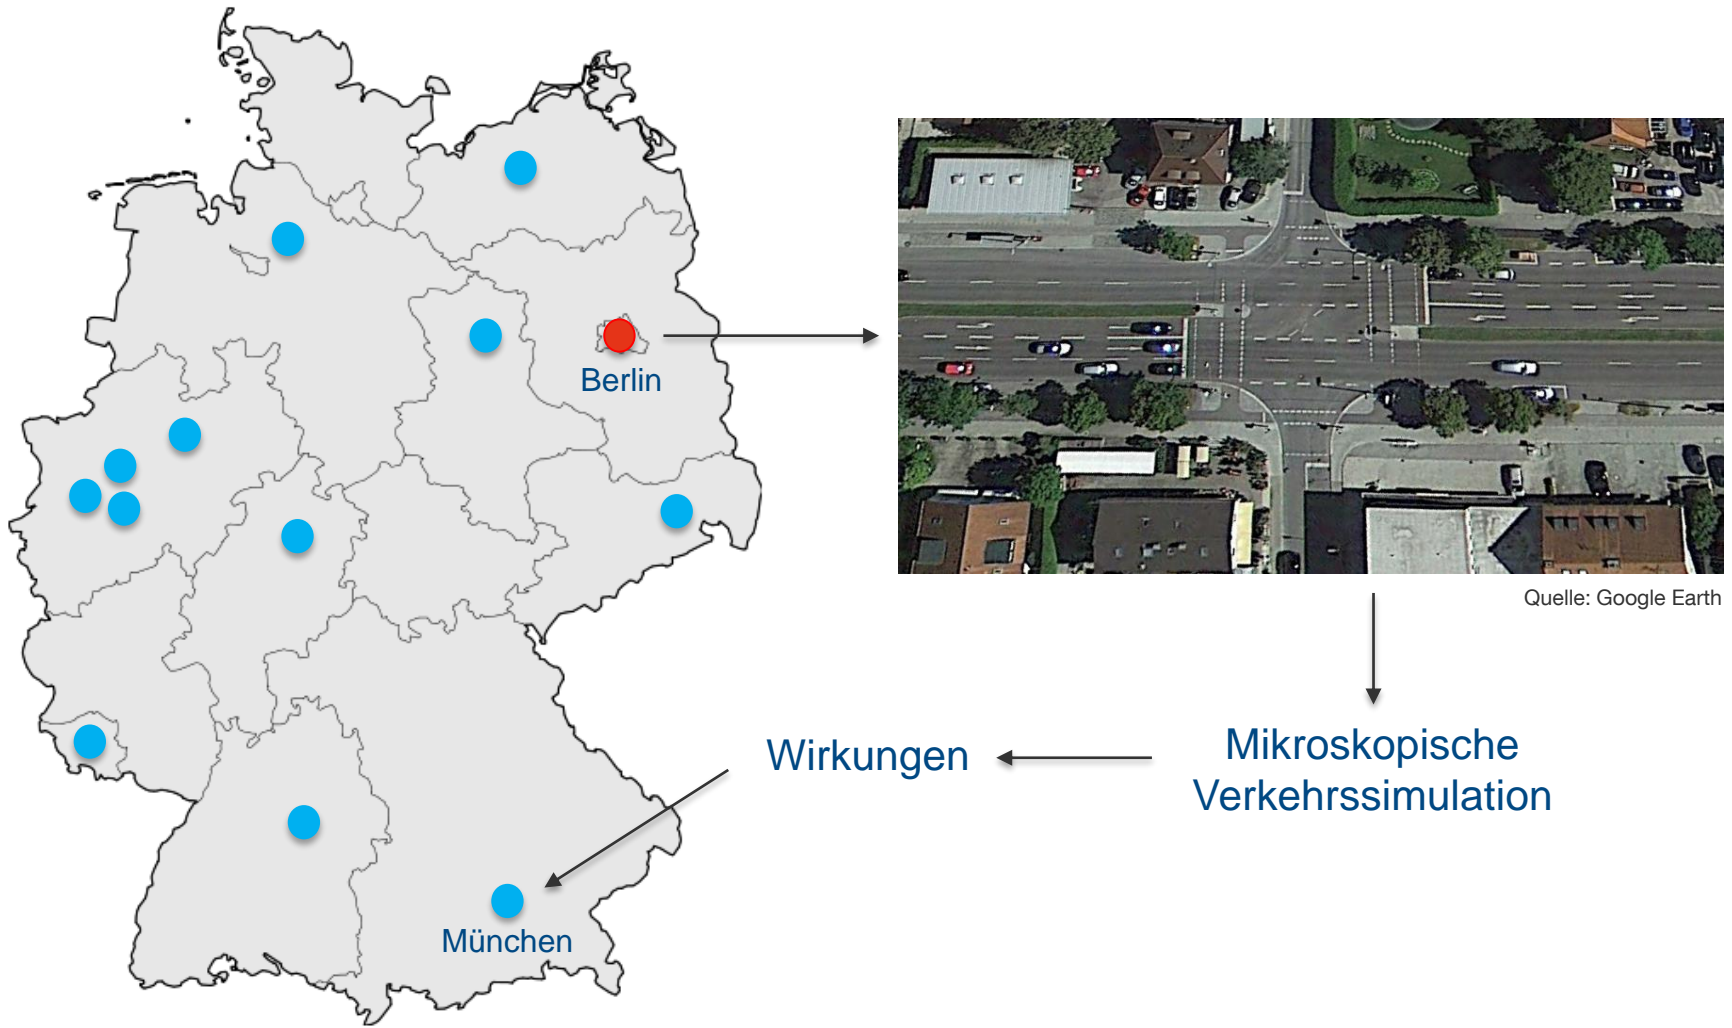 Berlin
Quelle: Google Earth
Mikroskopische
Verkehrssimulation
Wirkungen
München